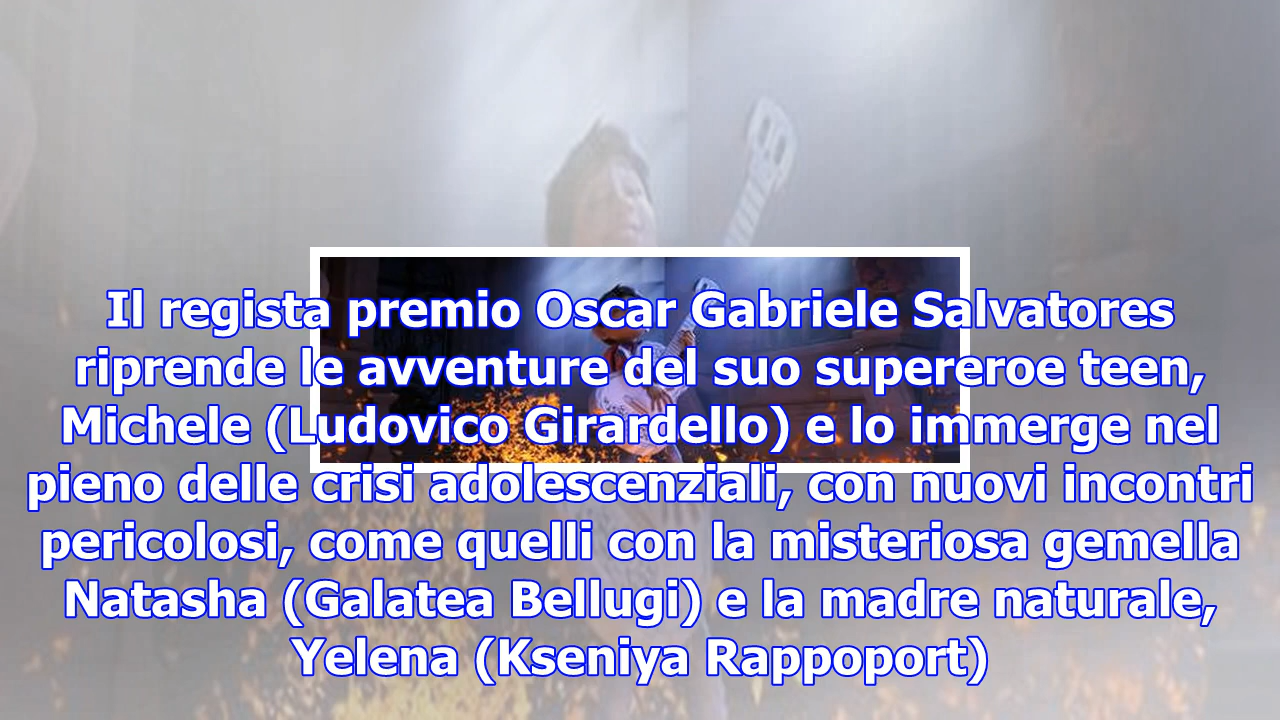 Il regista premio Oscar Gabriele Salvatores
riprende le avventure del suo supereroe teen,
Michele (Ludovico Girardello) e lo immerge nel
pieno delle crisi adolescenziali, con nuovi incontri
pericolosi, come quelli con la misteriosa gemella
Natasha (Galatea Bellugi) e la madre naturale,
Yelena (Kseniya Rappoport)